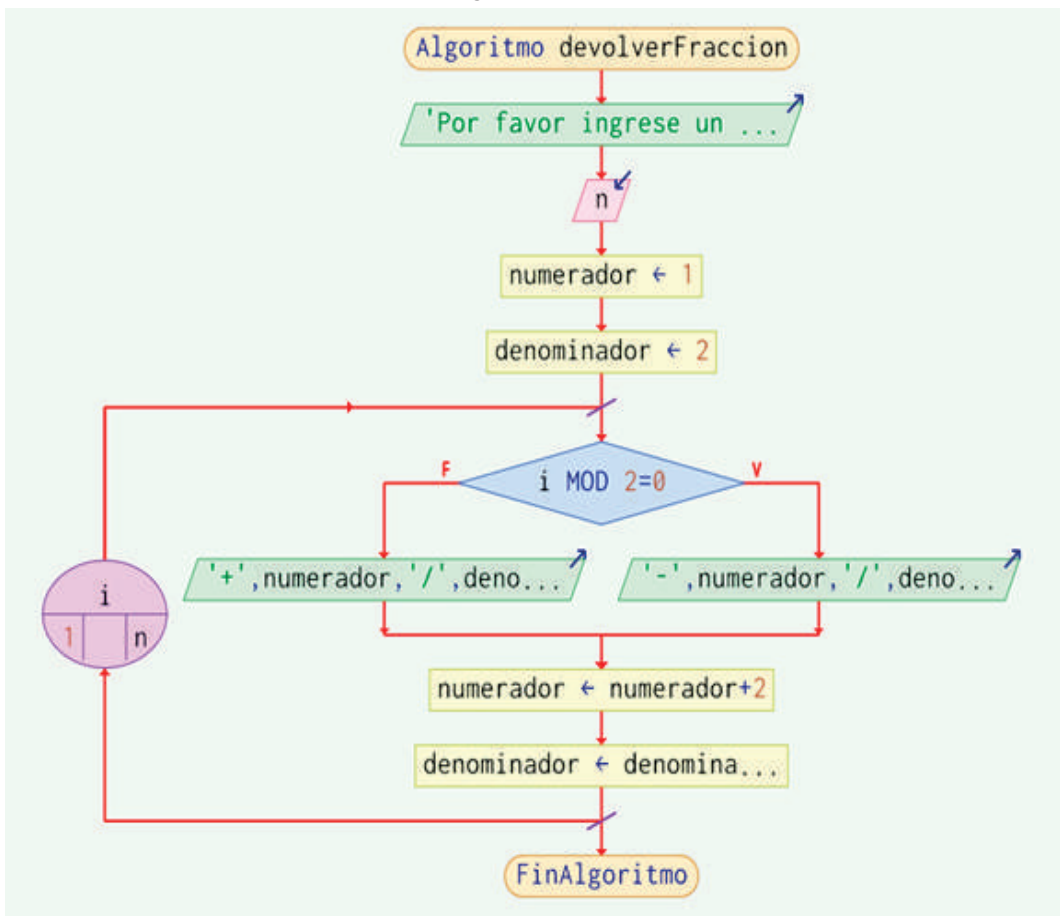 Algoritmo devolverFraccion
'Por favor ingrese un ...
n
numerador ← 1
denominador ← 2
i MOD 2=0
F
V
'+',numerador,'/',deno...
'-',numerador,'/',deno...
i
1
n
numerador ← numerador+2
denominador ← denomina...
FinAlgoritmo